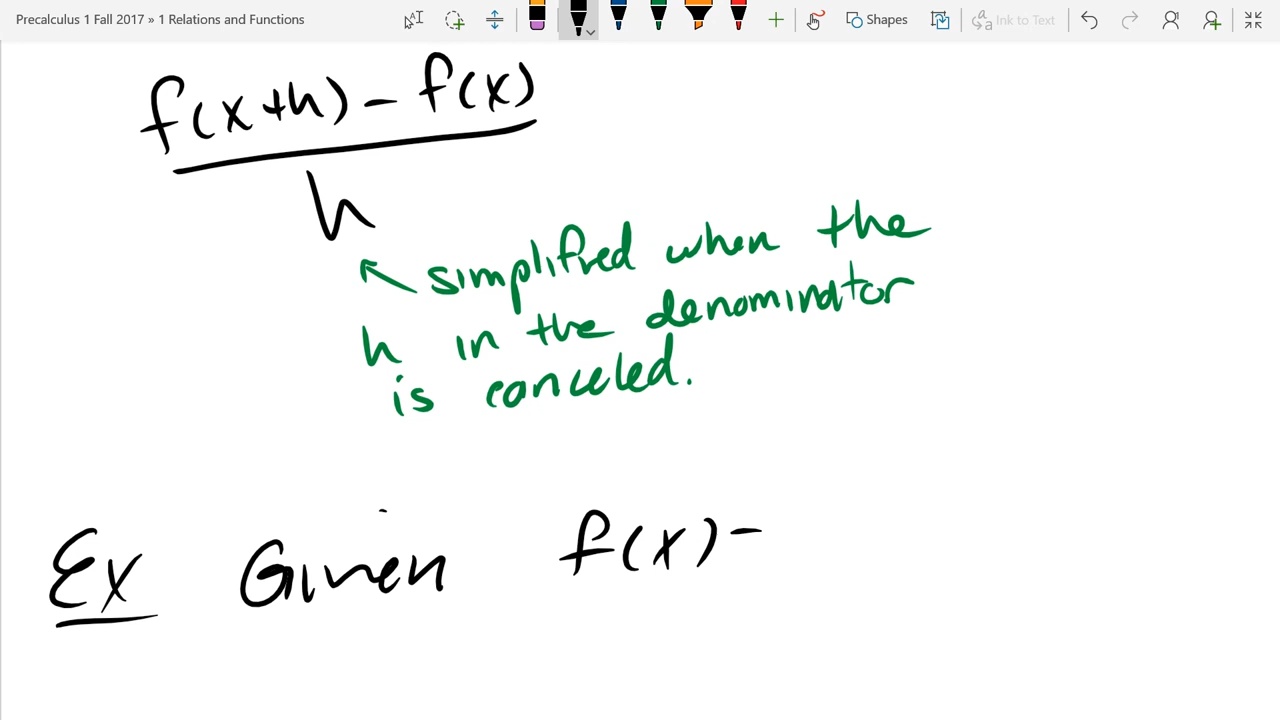 Precalculus 1 Fall 2017 » 1 Relations and Functions
Shapes
Ink to Text
f(x+h) - f(x)
h
simplified when the
h in the denominator
is canceled.
Ex Given f(x) -